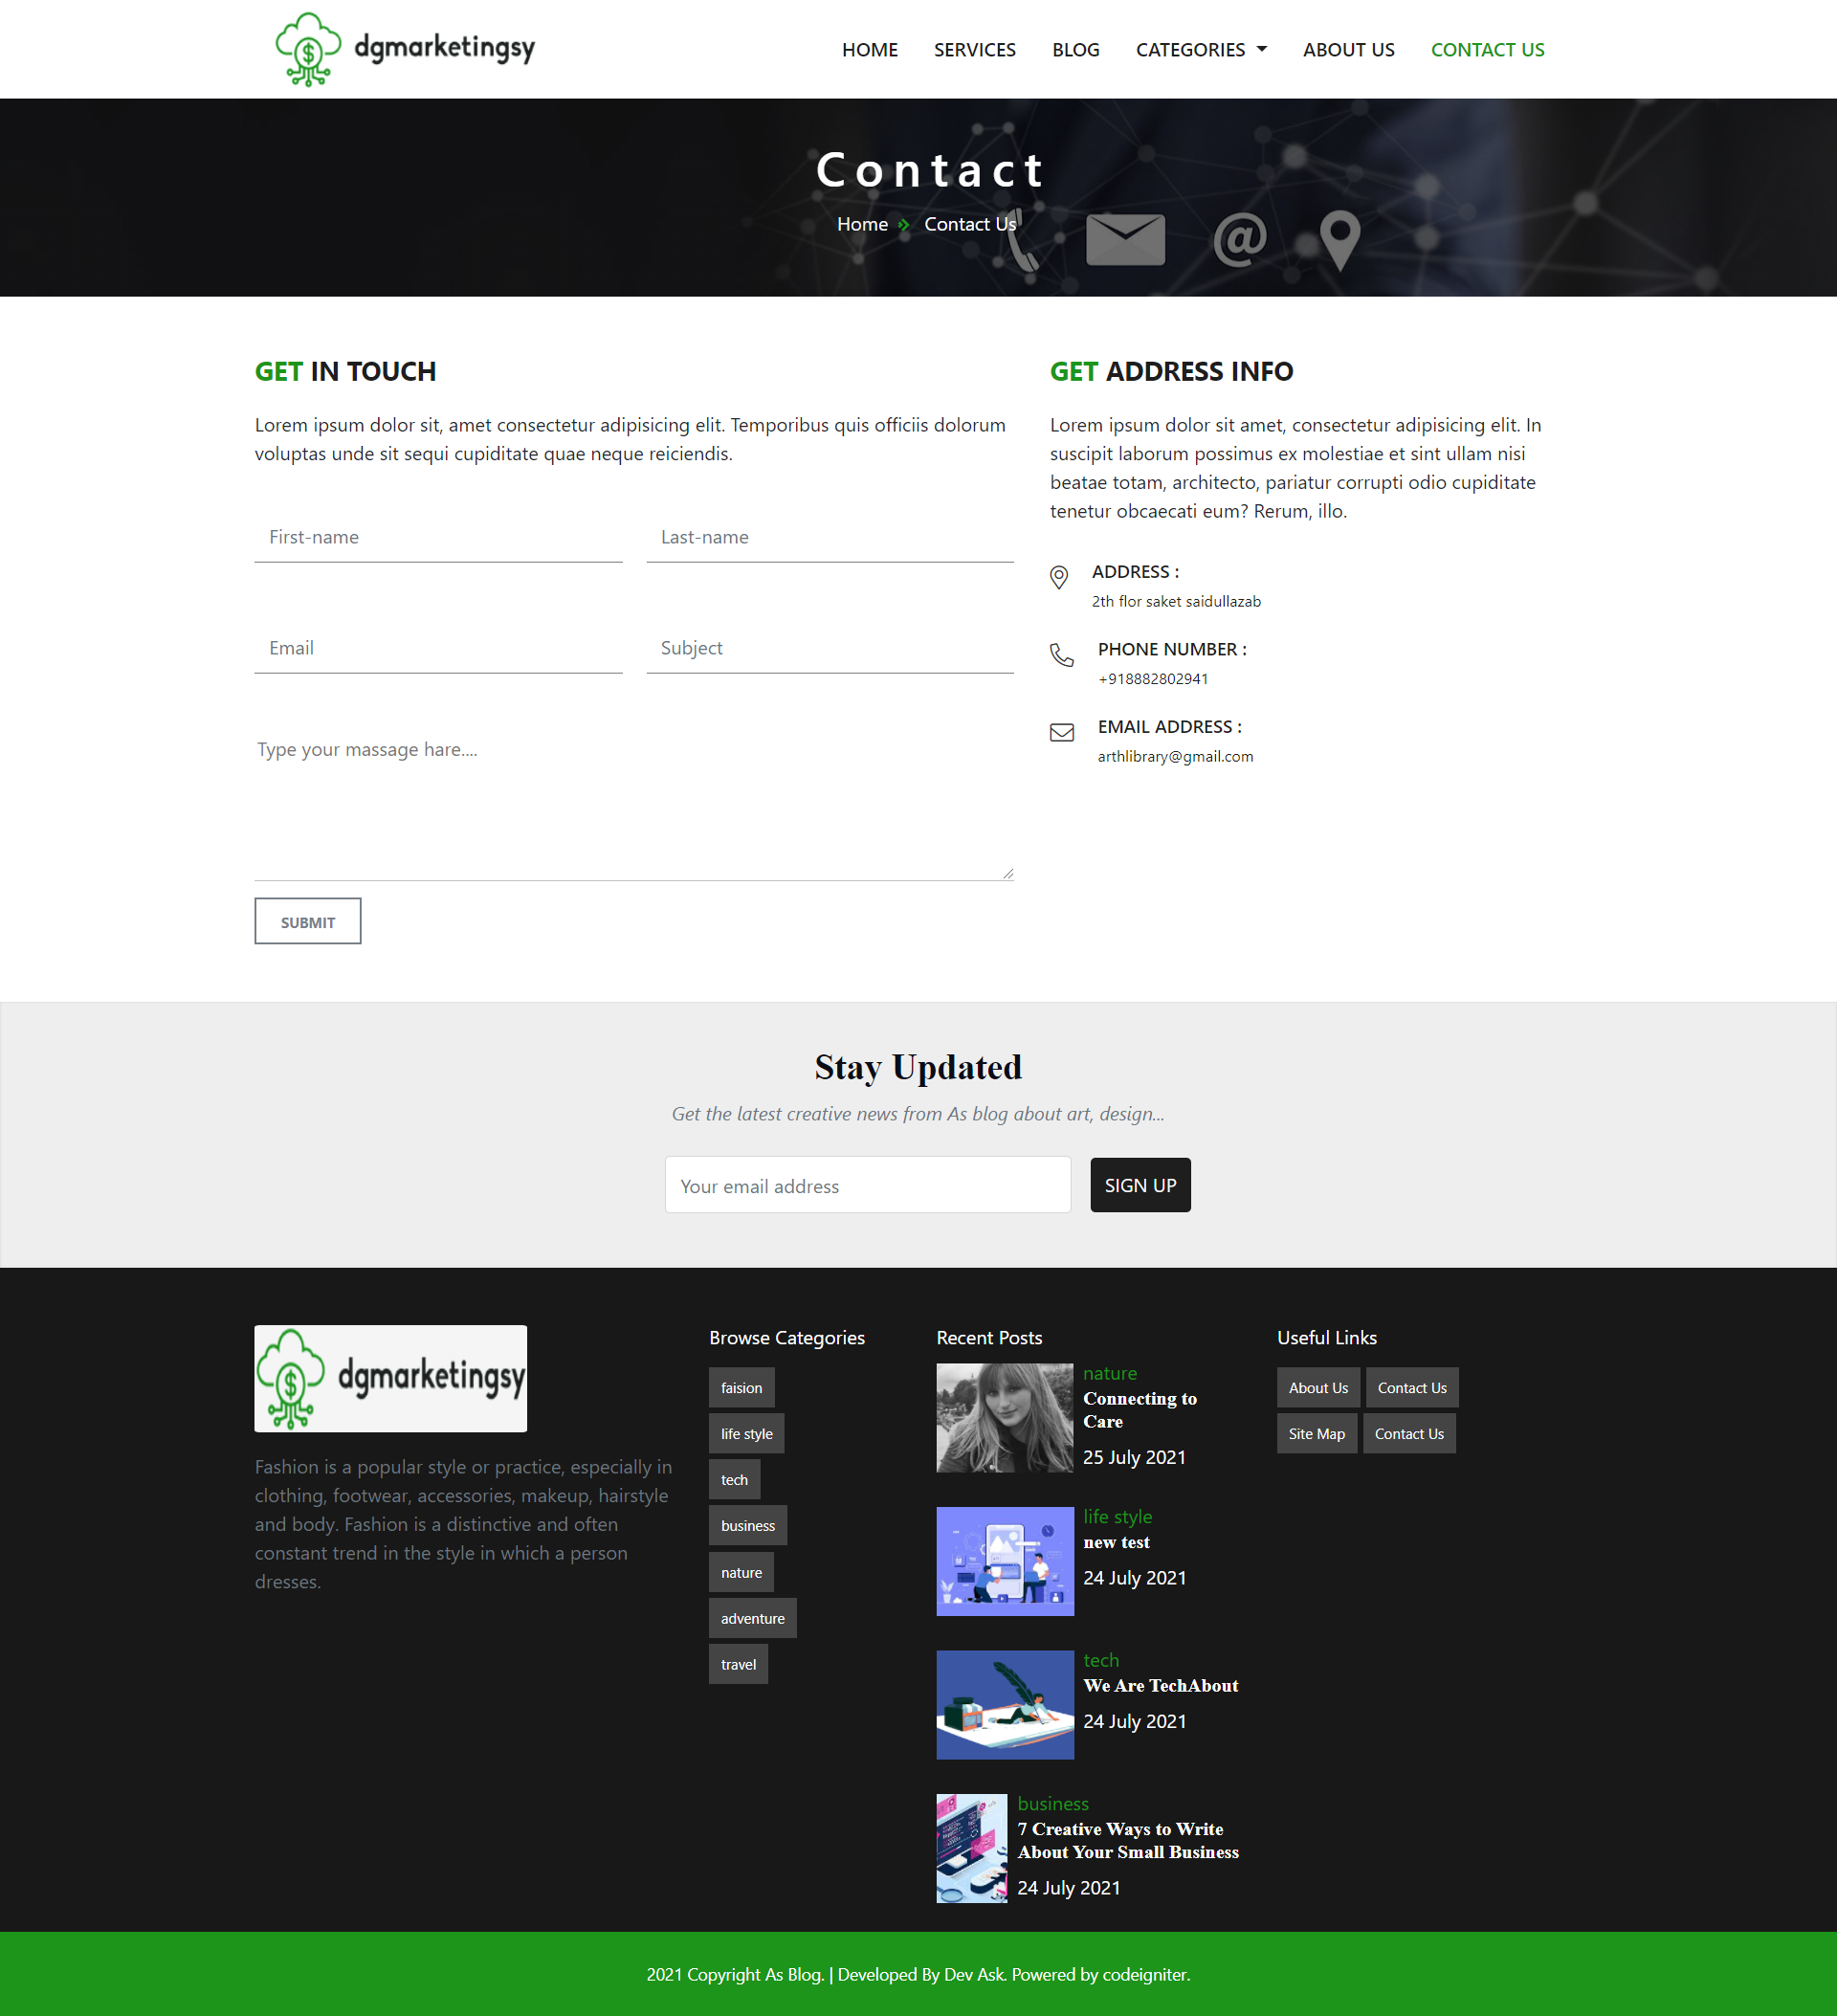 dgmarketingsy
HOME SERVICES BLOG CATEGORIES ABOUT US CONTACT US
Contact
Home Contact Us
GET IN TOUCH
Lorem ipsum dolor sit, amet consectetur adipisicing elit. Temporibus quis officiis dolorum
voluptas unde sit sequi cupiditate quae neque reiciendis.
First-name Last-name
Email Subject
Type your massage hare....
SUBMIT
GET ADDRESS INFO
Lorem ipsum dolor sit amet, consectetur adipisicing elit. In
suscipit laborum possimus ex molestiae et sint ullam nisi
beatae totam, architecto, pariatur corrupti odio cupiditate
tenetur obcaecati eum? Rerum, illo.
ADDRESS :
2th flor saket saidullazab
PHONE NUMBER :
+918882802941
EMAIL ADDRESS :
arthlibrary@gmail.com
Stay Updated
Get the latest creative news from As blog about art, design...
Your email address SIGN UP
dgmarketingsy
Fashion is a popular style or practice, especially in
clothing, footwear, accessories, makeup, hairstyle
and body. Fashion is a distinctive and often
constant trend in the style in which a person
dresses.
Browse Categories
faision
life style
tech
business
nature
adventure
travel
Recent Posts
nature
Connecting to
Care
25 July 2021
life style
new test
24 July 2021
tech
We Are TechAbout
24 July 2021
business
7 Creative Ways to Write
About Your Small Business
24 July 2021
Useful Links
About Us Contact Us
Site Map Contact Us
2021 Copyright As Blog. | Developed By Dev Ask. Powered by codeigniter.